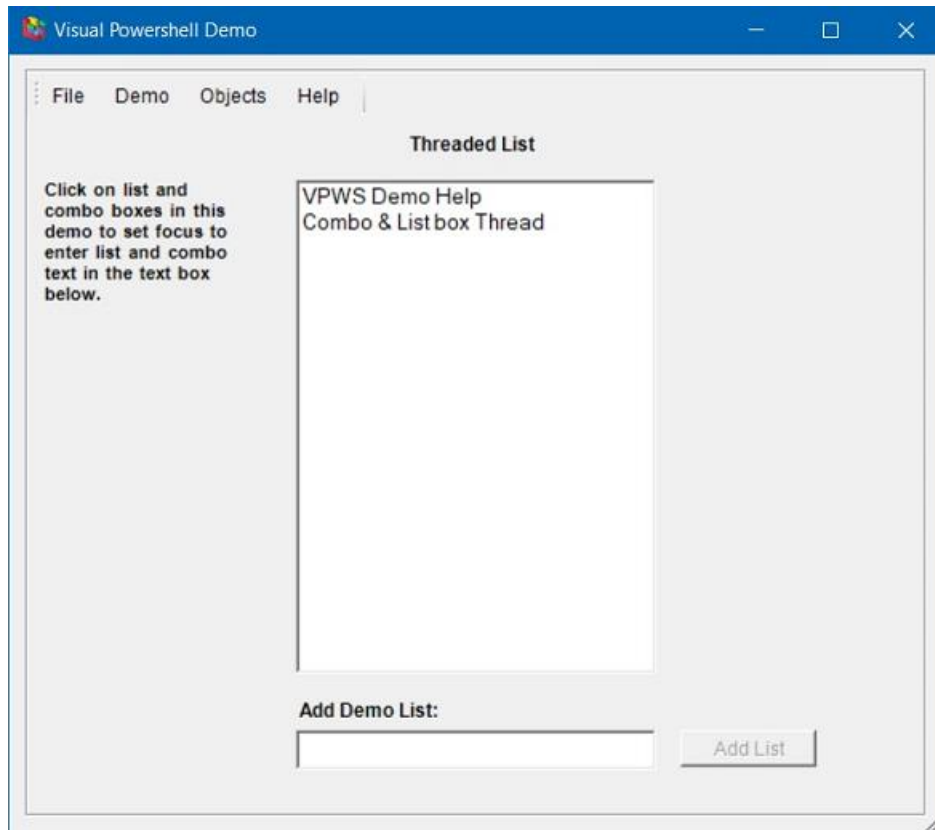 Visual Powershell Demo
File Demo Objects Help
Threaded List
Click on list and
combo boxes in this
demo to set focus to
enter list and combo
text in the text box
below.
VPWS Demo Help
Combo & List box Thread
Add Demo List:
Add List